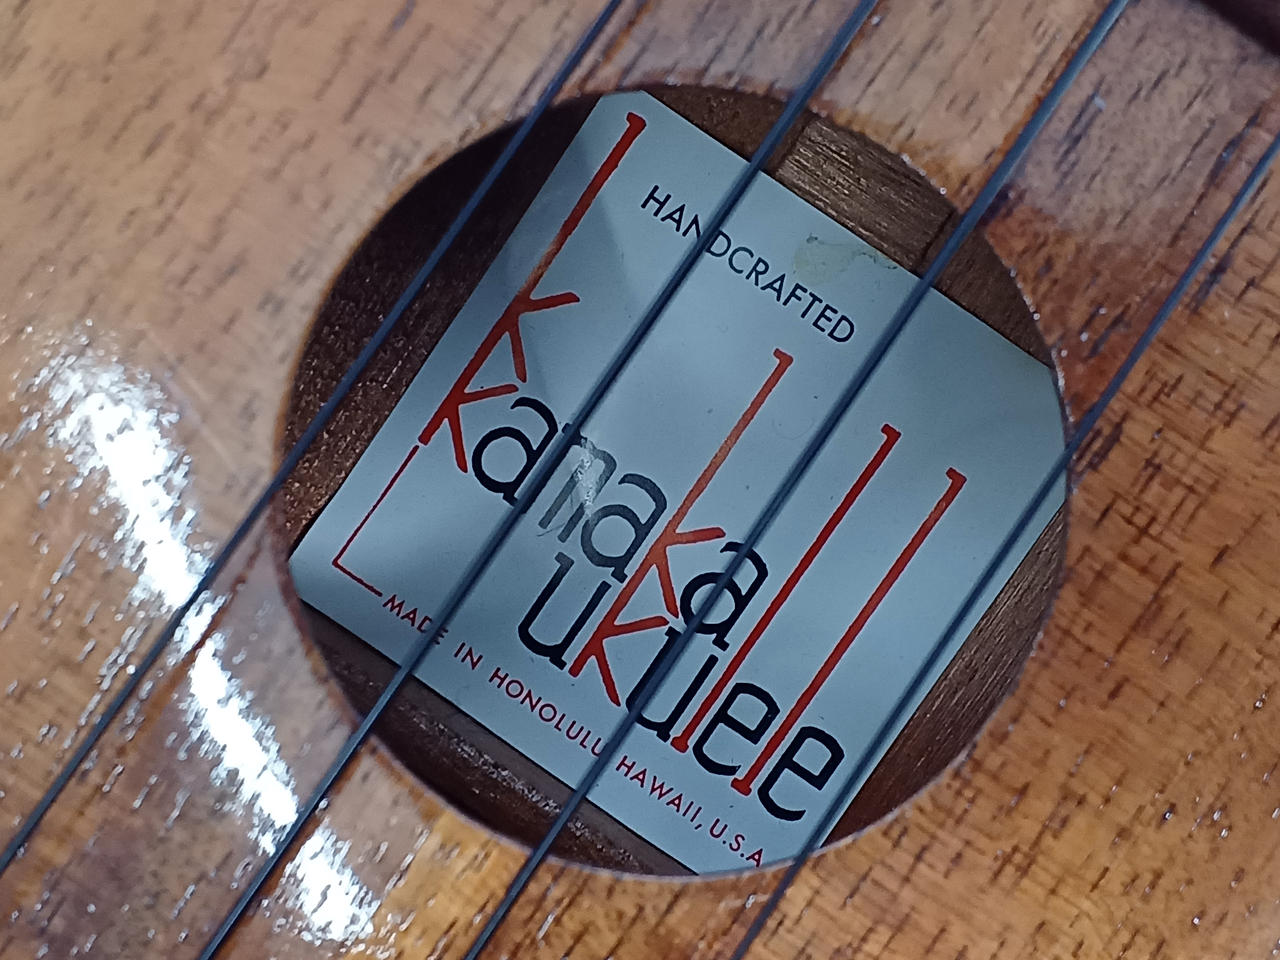 HANDCRAFTED
kamaka
ukulele
MADE IN HONOLULU HAWAII, U.S.A